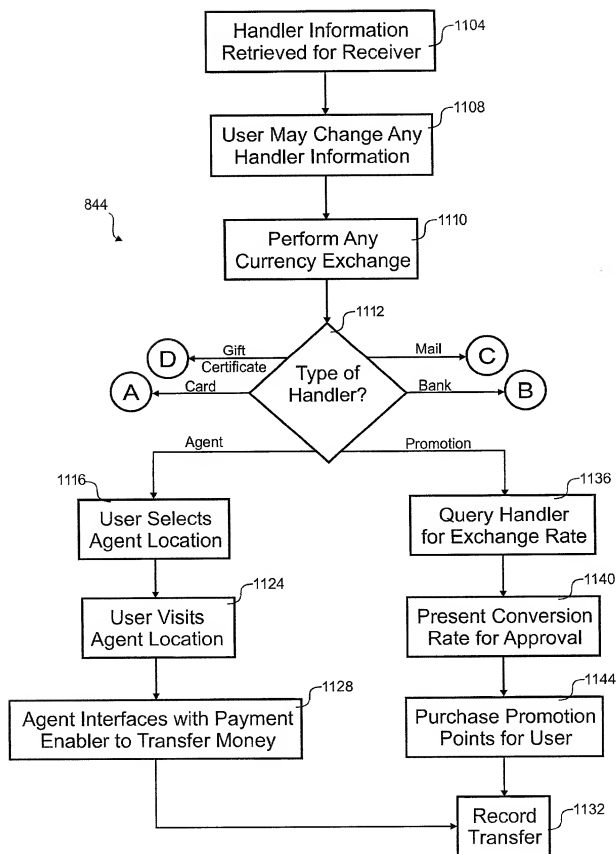 Handler Information
Retrieved for Receiver
1104
User May Change Any
Handler Information
1108
844
Perform Any
Currency Exchange
1110
1112
Type of
Handler?
D
Gift
Certificate
Mail
C
A
Card
Bank
B
Agent
Promotion
1116
User Selects
Agent Location
1136
Query Handler
for Exchange Rate
1124
User Visits
Agent Location
1140
Present Conversion
Rate for Approval
1128
Agent Interfaces with Payment
Enabler to Transfer Money
1144
Purchase Promotion
Points for User
Record
Transfer
1132